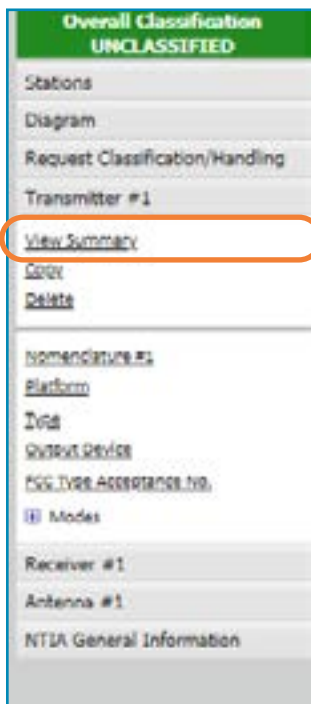 Overall Classification
UNCLASSIFIED
Stations
Diagram
Request Classification/Handling
Transmitter #1
View Summary
Copy
Delete
Nomenclature #1
Platform
Type
Output Device
FCC Type Acceptance No.
Modes
Receiver #1
Antenna #1
NTIA General Information